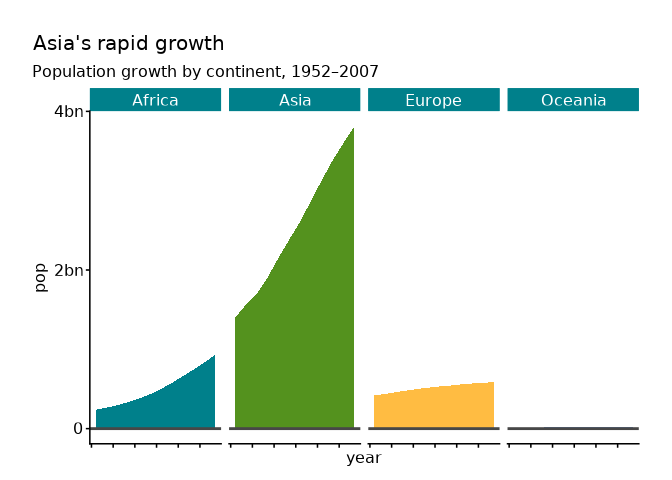 Asia's rapid growth
Population growth by continent, 1952–2007
Africa Asia Europe Oceania
4bn
2bn
0
pop
year